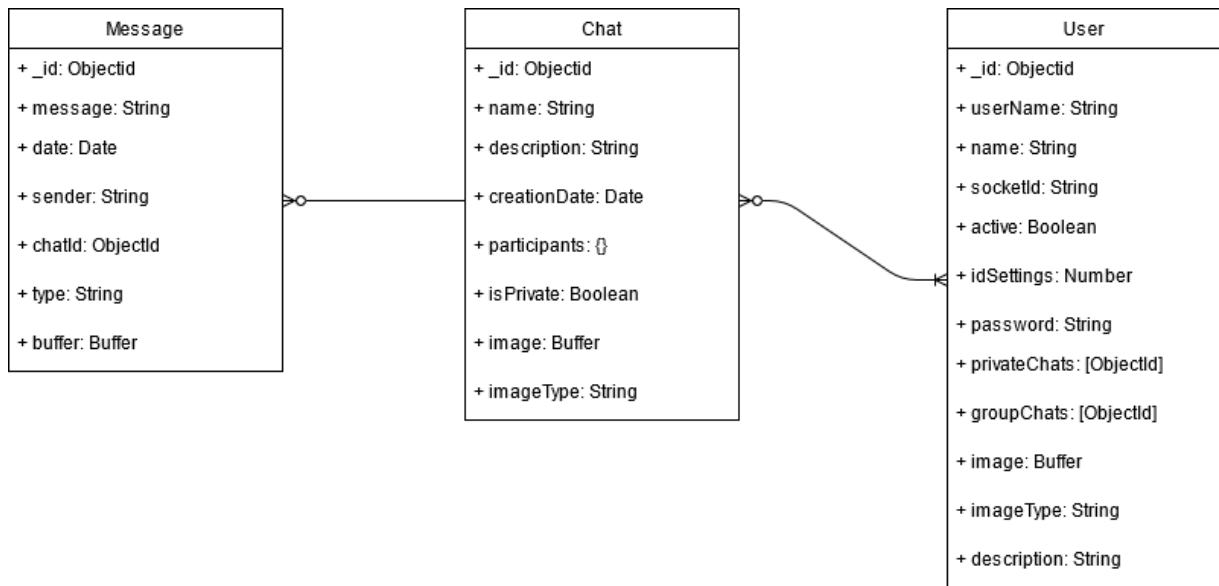 Message
+ _id: Objectid
+ message: String
+ date: Date
+ sender: String
+ chatId: ObjectId
+ type: String
+ buffer: Buffer
Chat
+ _id: Objectid
+ name: String
+ description: String
+ creationDate: Date
+ participants: {}
+ isPrivate: Boolean
+ image: Buffer
+ imageType: String
User
+ _id: Objectid
+ userName: String
+ name: String
+ socketId: String
+ active: Boolean
+ idSettings: Number
+ password: String
+ privateChats: [ObjectId]
+ groupChats: [ObjectId]
+ image: Buffer
+ imageType: String
+ description: String